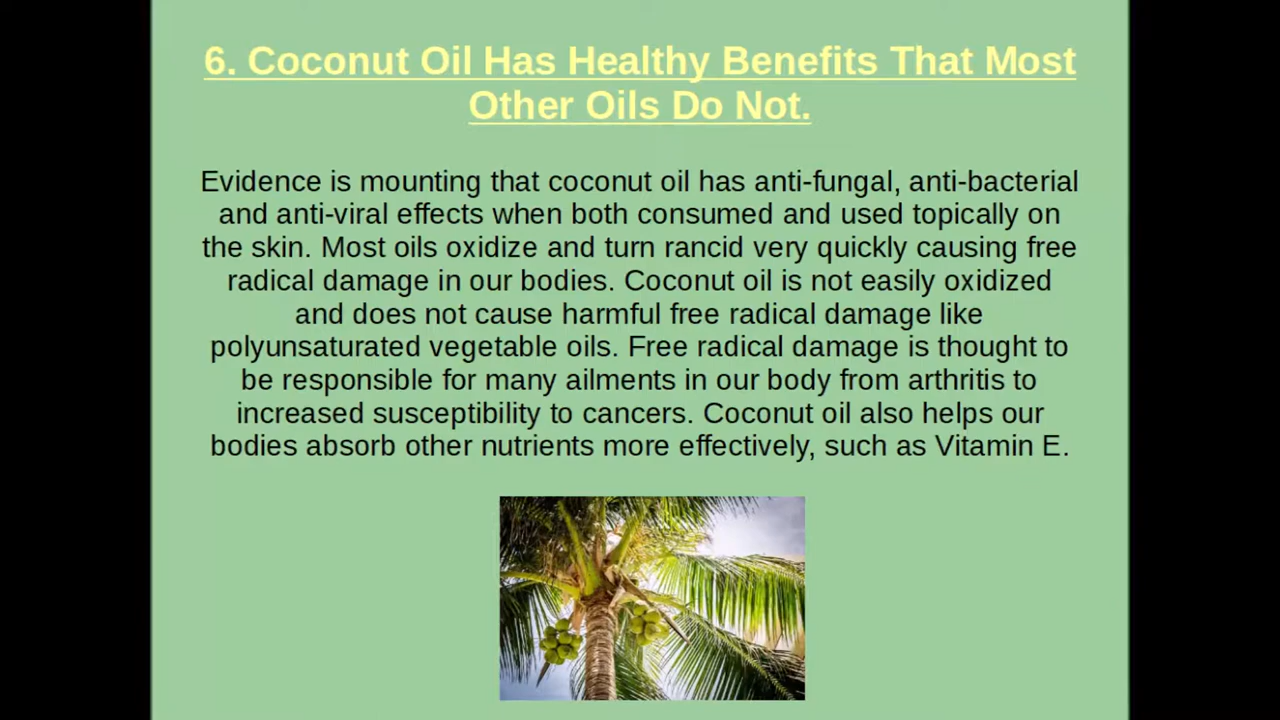 6. Coconut Oil Has Healthy Benefits That Most
Other Oils Do Not.
Evidence is mounting that coconut oil has anti-fungal, anti-bacterial
and anti-viral effects when both consumed and used topically on
the skin. Most oils oxidize and turn rancid very quickly causing free
radical damage in our bodies. Coconut oil is not easily oxidized
and does not cause harmful free radical damage like
polyunsaturated vegetable oils. Free radical damage is thought to
be responsible for many ailments in our body from arthritis to
increased susceptibility to cancers. Coconut oil also helps our
bodies absorb other nutrients more effectively, such as Vitamin E.